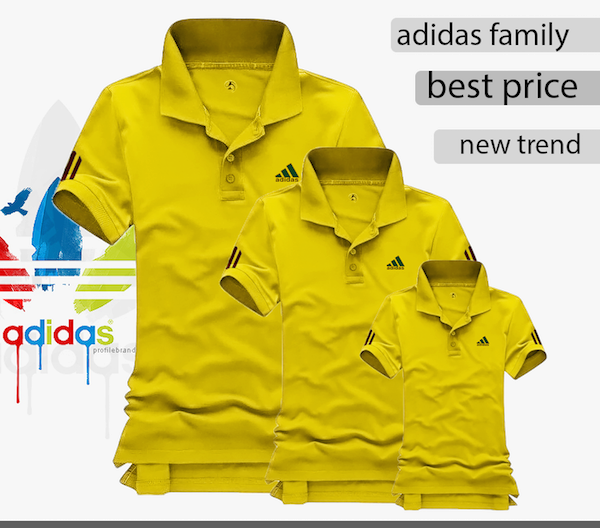 adidas family
best price
new trend
adidas
adidas
adidas
adidas
profilebrand